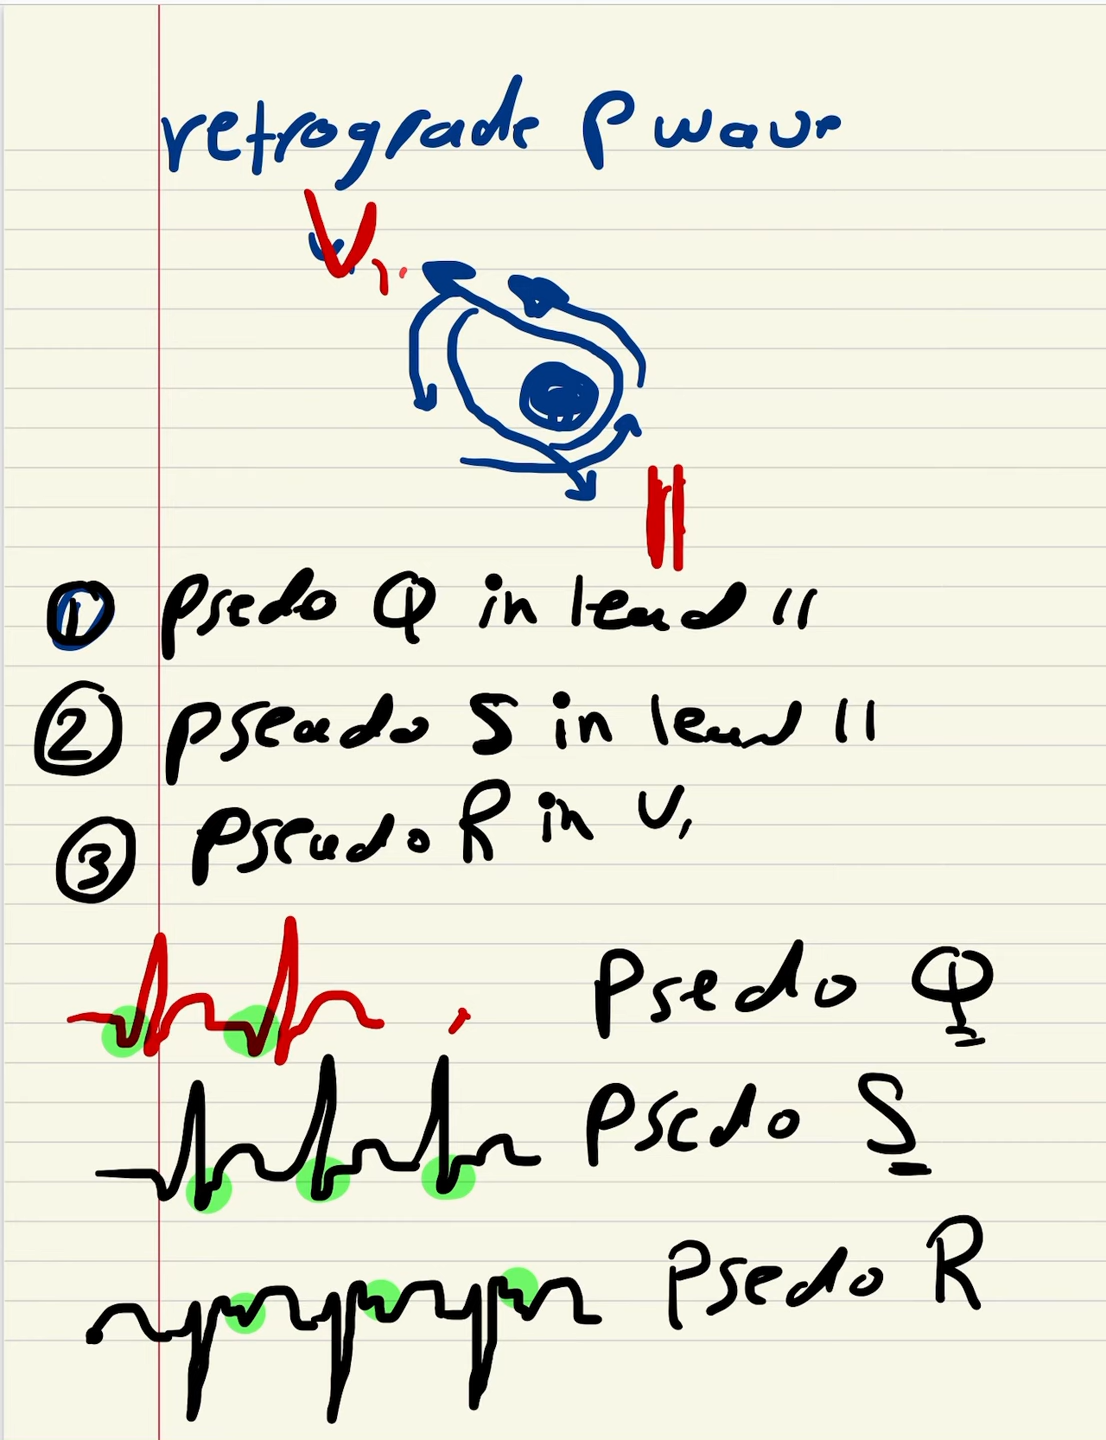 retrograde P wave
V1
II
① psedo Q in lead II
② pseudo S in lead II
③ pseudo R in V1
Psedo Q
Psedo S
Psedo R